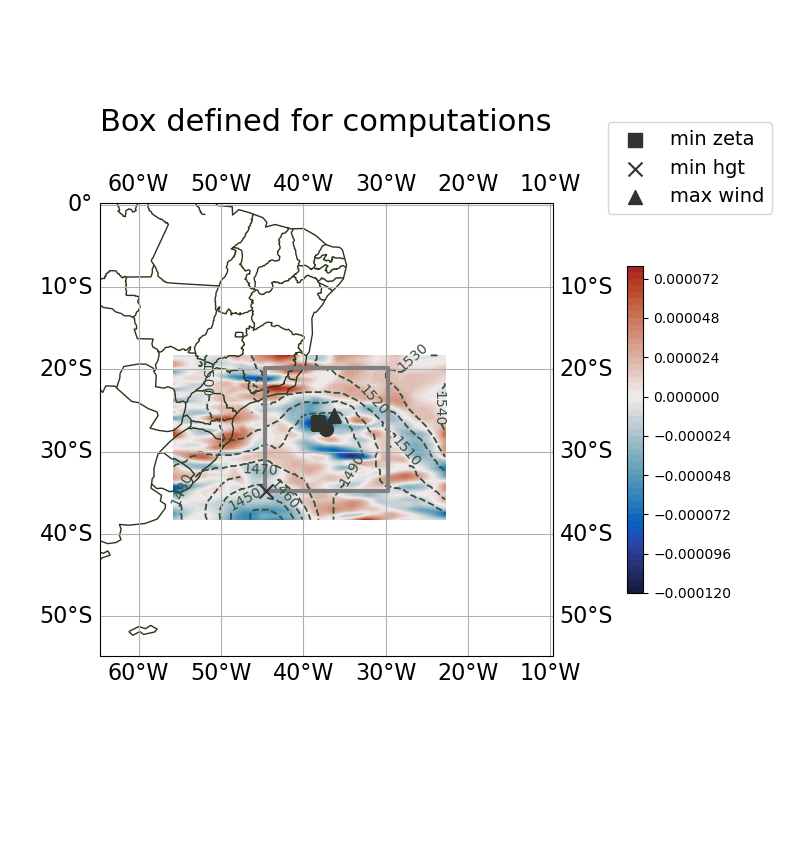 Box defined for computations
min zeta
min hgt
max wind
60°W 50°W 40°W 30°W 20°W 10°W
0°
10°S 10°S
20°S 20°S
30°S 30°S
40°S 40°S
50°S 50°S
60°W 50°W 40°W 30°W 20°W 10°W
1530
1520
1540
1510
1490
1470
1460
1450
0.000072
0.000048
0.000024
0.000000
−0.000024
−0.000048
−0.000072
−0.000096
−0.000120